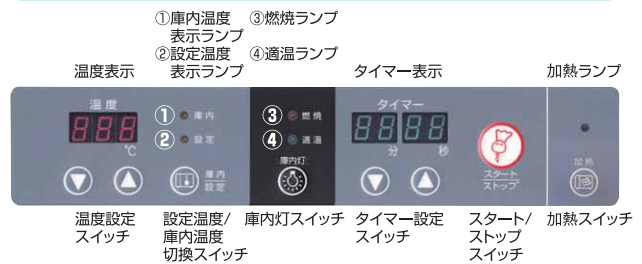 ①庫内温度 ③燃焼ランプ
表示ランプ
②設定温度 ④適温ランプ
温度表示 表示ランプ タイマー表示 加熱ランプ
温度 ① 庫内 ③ 燃焼 タイマー
888 ② 設定 ④ 適温 88 88
℃ 庫内灯 分 秒 加熱
庫内
設定
スタート
ストップ
温度設定 設定温度/ 庫内灯スイッチ タイマー設定 スタート/ 加熱スイッチ
スイッチ 庫内温度 スイッチ ストップ
切換スイッチ スイッチ